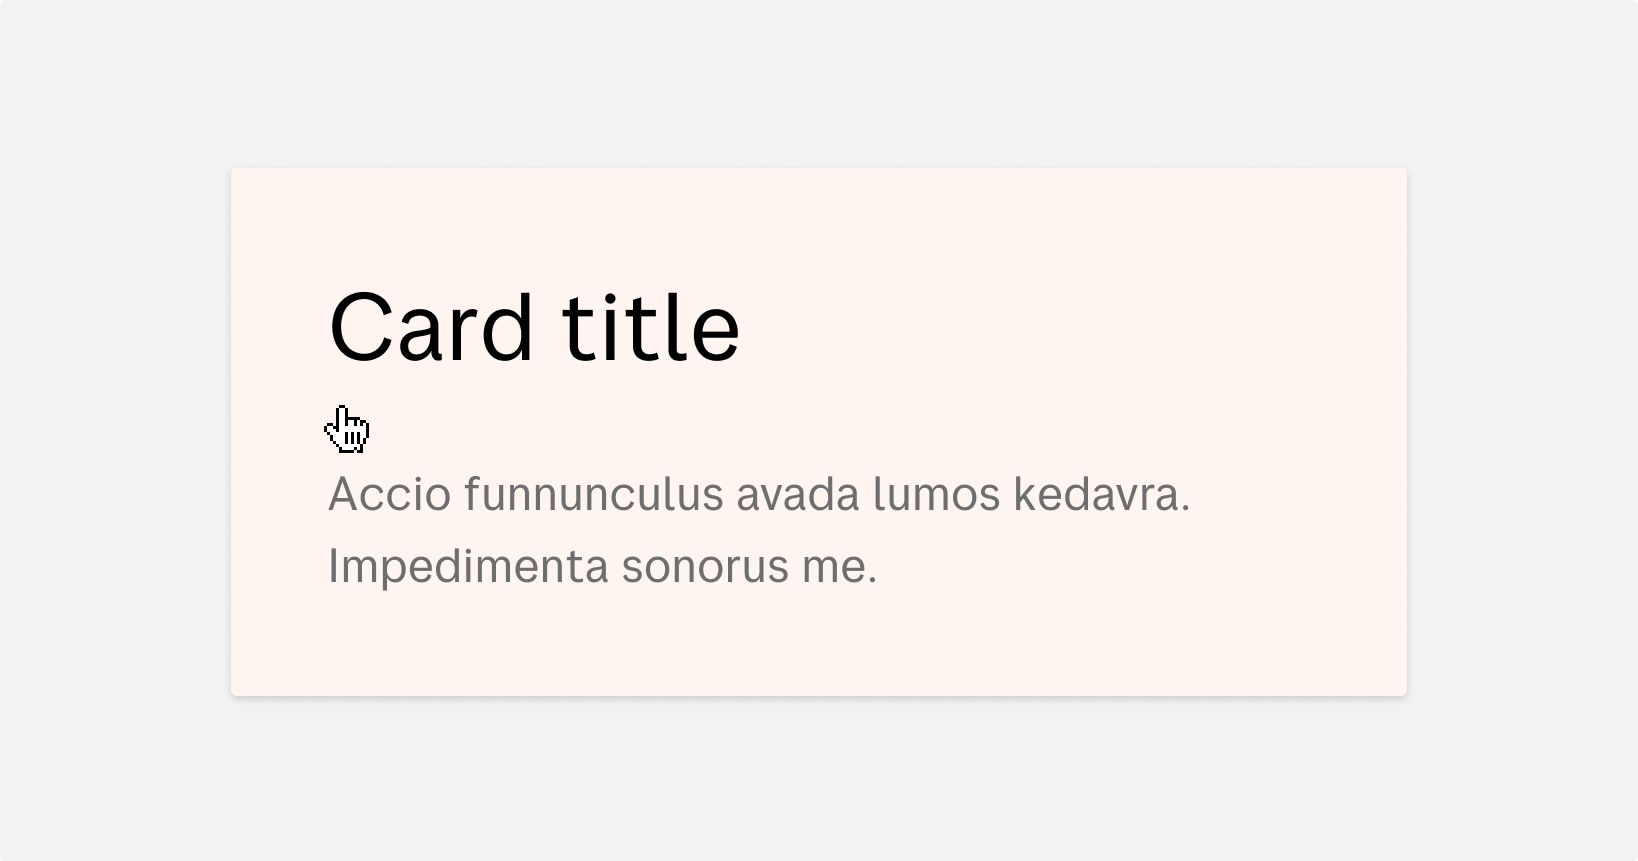 Card title
Accio funnunculus avada lumos kedavra.
Impedimenta sonorus me.